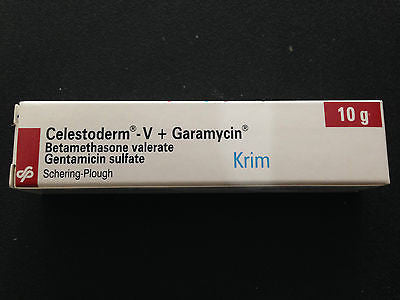 Celestoderm®-V + Garamycin®
10 g
Betamethasone valerate
Gentamicin sulfate
Krim
Schering-Plough